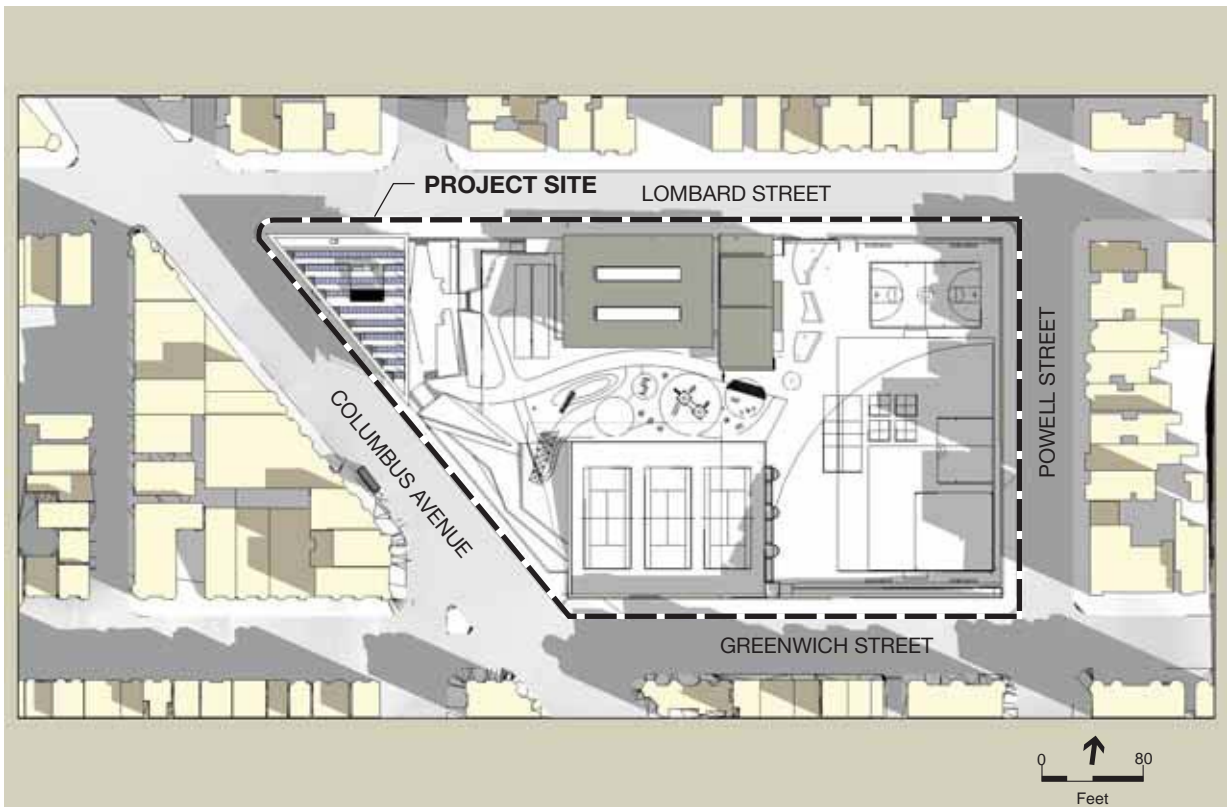 PROJECT SITE
LOMBARD STREET
POWELL STREET
COLUMBUS AVENUE
GREENWICH STREET
0 80
Feet